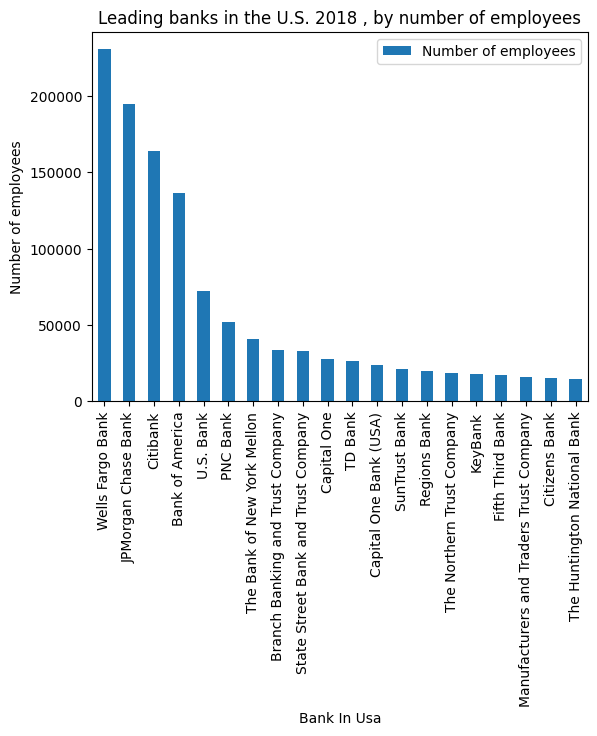 Leading banks in the U.S. 2018 , by number of employees
Number of employees
Number of employees
200000
150000
100000
50000
0
Wells Fargo Bank
JPMorgan Chase Bank
Citibank
Bank of America
U.S. Bank
PNC Bank
The Bank of New York Mellon
Branch Banking and Trust Company
State Street Bank and Trust Company
Capital One
TD Bank
Capital One Bank (USA)
SunTrust Bank
Regions Bank
The Northern Trust Company
KeyBank
Fifth Third Bank
Manufacturers and Traders Trust Company
Citizens Bank
The Huntington National Bank
Bank In Usa